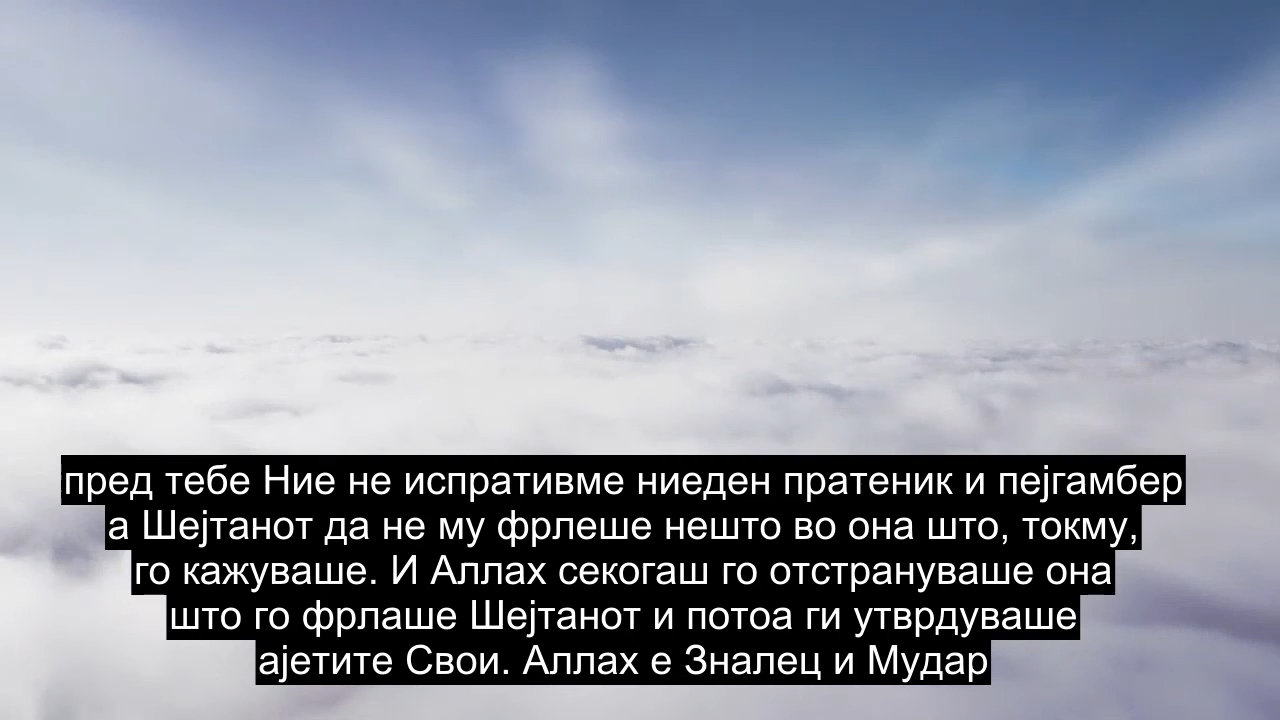 пред тебе Ние не испративме ниеден пратеник и пејгамбер
а Шејтанот да не му фрлеше нешто во она што, токму,
го кажуваше. И Аллах секогаш го отстрануваше она
што го фрлаше Шејтанот и потоа ги утврдуваше
ајетите Свои. Аллах е Зналец и Мудар